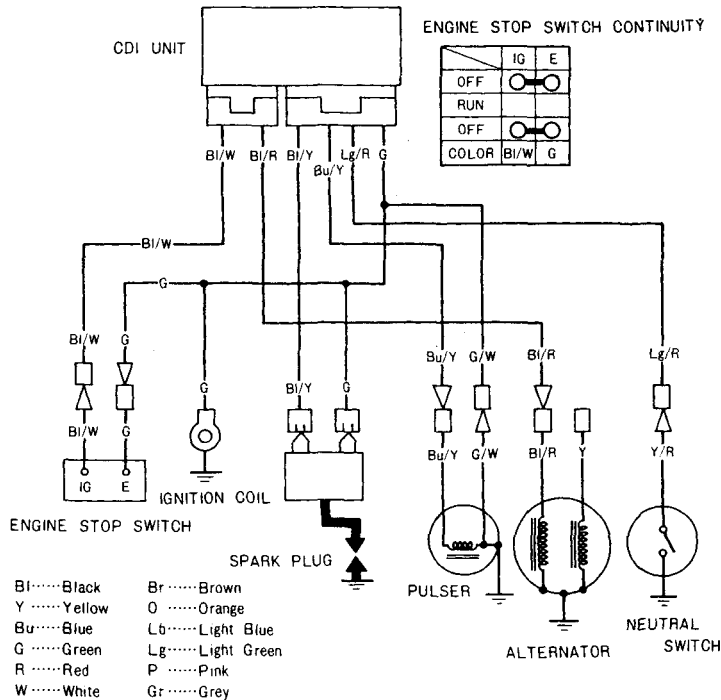 ENGINE STOP SWITCH CONTINUITY
CDI UNIT
IG E
OFF
RUN
OFF
COLOR Bl/W G
Bl/W Bl/R Bl/Y Bu/Y Lg/R G
Bl/W
G
Bl/W G G Bl/Y G Bu/Y G/W Bl/R Lg/R
Bl/W G Bu/Y G/W Bl/R Y Y/R
IG E
IGNITION COIL
ENGINE STOP SWITCH
SPARK PLUG
PULSER
ALTERNATOR
NEUTRAL
SWITCH
Bl·····Black
Y ·····Yellow
Bu·····Blue
G ·····Green
R ·····Red
W ·····White
Br ·····Brown
O ·····Orange
Lb·····Light Blue
Lg·····Light Green
P ·····Pink
Gr·····Grey